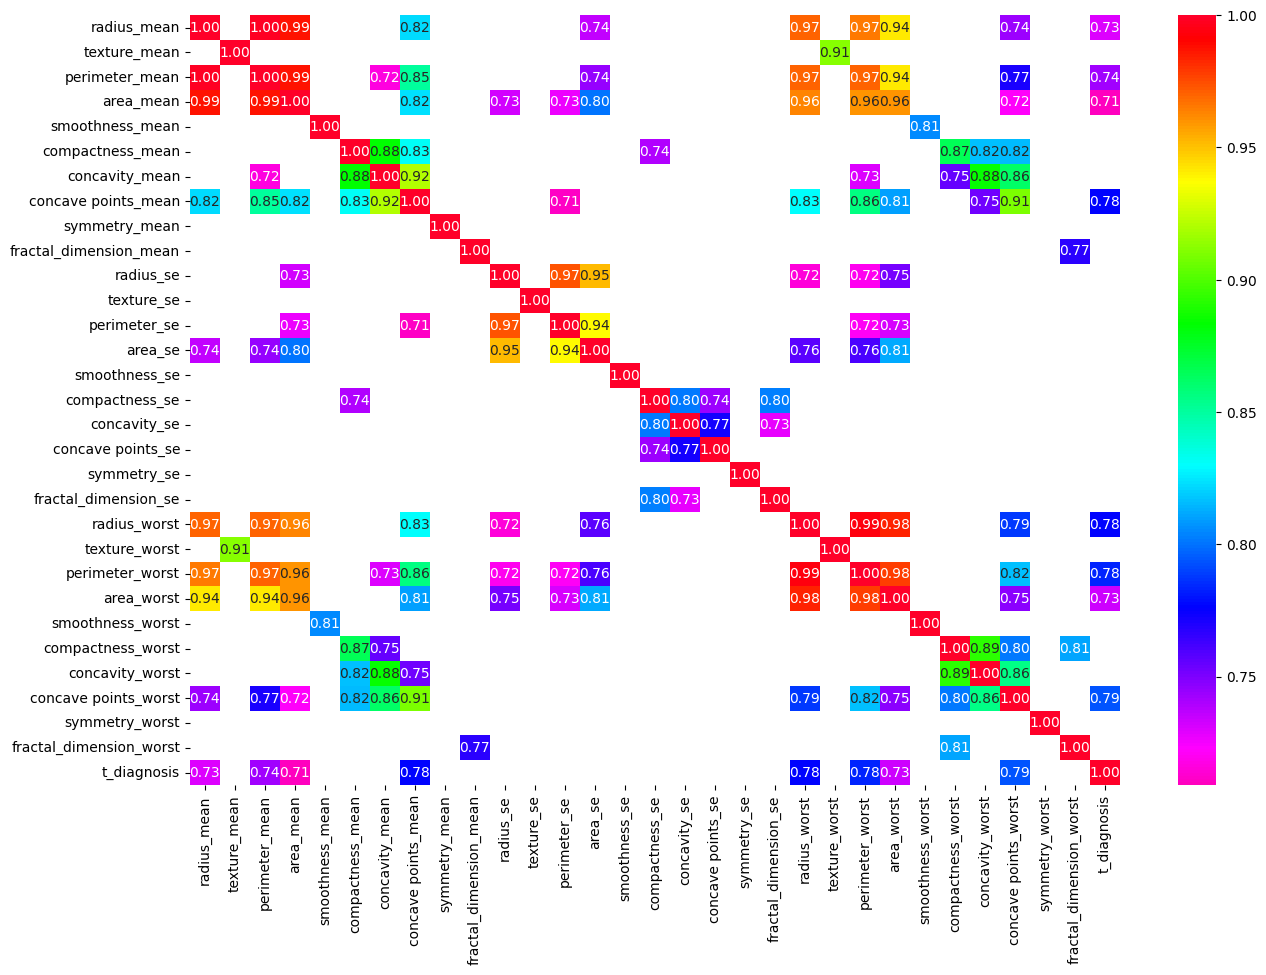 radius_mean 1.00 1.00 0.99 0.82 0.74 0.97 0.97 0.94 0.74 0.73 1.00
texture_mean 1.00 0.91
perimeter_mean 1.00 1.00 0.99 0.72 0.85 0.74 0.97 0.97 0.94 0.77 0.74
area_mean 0.99 0.99 1.00 0.82 0.73 0.73 0.80 0.96 0.96 0.96 0.72 0.71
smoothness_mean 1.00 0.81
compactness_mean 1.00 0.88 0.83 0.74 0.87 0.82 0.82 0.95
concavity_mean 0.72 0.88 1.00 0.92 0.73 0.75 0.88 0.86
concave points_mean 0.82 0.85 0.82 0.83 0.92 1.00 0.71 0.83 0.86 0.81 0.75 0.91 0.78
symmetry_mean 1.00
fractal_dimension_mean 1.00 0.77
radius_se 0.73 1.00 0.97 0.95 0.72 0.72 0.75 0.90
texture_se 1.00
perimeter_se 0.73 0.71 0.97 1.00 0.94 0.72 0.73
area_se 0.74 0.74 0.80 0.95 0.94 1.00 0.76 0.76 0.81
smoothness_se 1.00
compactness_se 0.74 1.00 0.80 0.74 0.80 0.85
concavity_se 0.80 1.00 0.77 0.73
concave points_se 0.74 0.77 1.00
symmetry_se 1.00
fractal_dimension_se 0.80 0.73 1.00
radius_worst 0.97 0.97 0.96 0.83 0.72 0.76 1.00 0.99 0.98 0.79 0.78
texture_worst 0.91 1.00 0.80
perimeter_worst 0.97 0.97 0.96 0.73 0.86 0.72 0.72 0.76 0.99 1.00 0.98 0.82 0.78
area_worst 0.94 0.94 0.96 0.81 0.75 0.73 0.81 0.98 0.98 1.00 0.75 0.73
smoothness_worst 0.81 1.00
compactness_worst 0.87 0.75 1.00 0.89 0.80 0.81
concavity_worst 0.82 0.88 0.75 0.89 1.00 0.86 0.75
concave points_worst 0.74 0.77 0.72 0.82 0.86 0.91 0.79 0.82 0.75 0.80 0.86 1.00 0.79
symmetry_worst 1.00
fractal_dimension_worst 0.77 0.81 1.00
t_diagnosis 0.73 0.74 0.71 0.78 0.78 0.78 0.73 0.79 1.00
radius_mean
texture_mean
perimeter_mean
area_mean
smoothness_mean
compactness_mean
concavity_mean
concave points_mean
symmetry_mean
fractal_dimension_mean
radius_se
texture_se
perimeter_se
area_se
smoothness_se
compactness_se
concavity_se
concave points_se
symmetry_se
fractal_dimension_se
radius_worst
texture_worst
perimeter_worst
area_worst
smoothness_worst
compactness_worst
concavity_worst
concave points_worst
symmetry_worst
fractal_dimension_worst
t_diagnosis